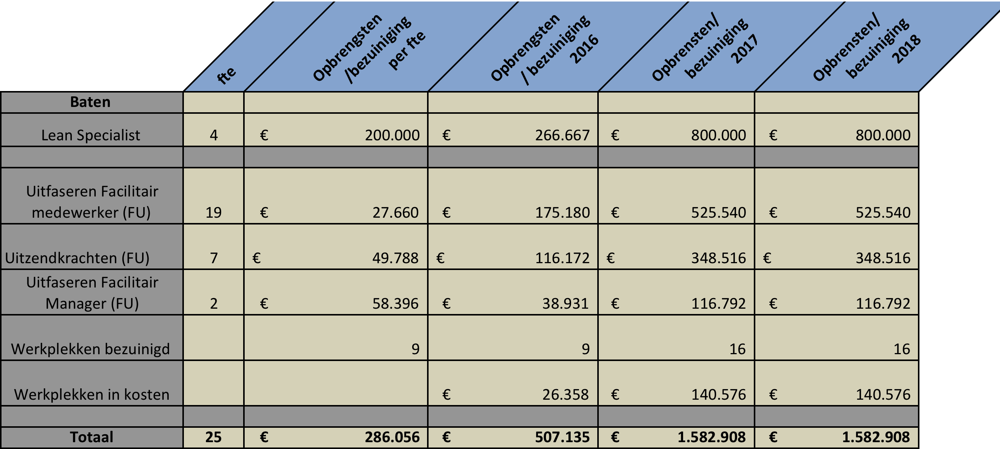 fte
Opbrengsten
/bezuiniging
per fte
Opbrengsten
/ bezuiniging
2016
Opbrensten/
bezuiniging
2017
Opbrensten/
bezuiniging
2018
Baten
Lean Specialist 4 € 200.000 € 266.667 € 800.000 € 800.000
Uitfaseren Facilitair
medewerker (FU) 19 € 27.660 € 175.180 € 525.540 € 525.540
Uitzendkrachten (FU) 7 € 49.788 € 116.172 € 348.516 € 348.516
Uitfaseren Facilitair
Manager (FU) 2 € 58.396 € 38.931 € 116.792 € 116.792
Werkplekken bezuinigd 9 9 16 16
Werkplekken in kosten € 26.358 € 140.576 € 140.576
Totaal 25 € 286.056 € 507.135 € 1.582.908 € 1.582.908